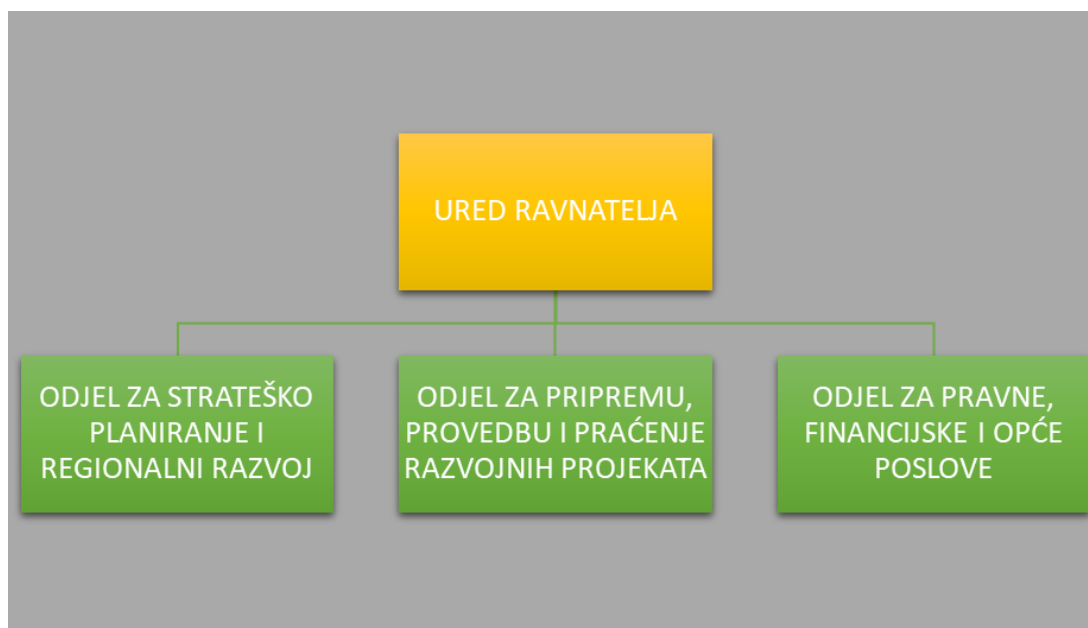 URED RAVNATELJA
ODJEL ZA STRATEŠKO
PLANIRANJE I
REGIONALNI RAZVOJ
ODJEL ZA PRIPREMU,
PROVEDBU I PRAĆENJE
RAZVOJNIH PROJEKATA
ODJEL ZA PRAVNE,
FINANCIJSKE I OPĆE
POSLOVE